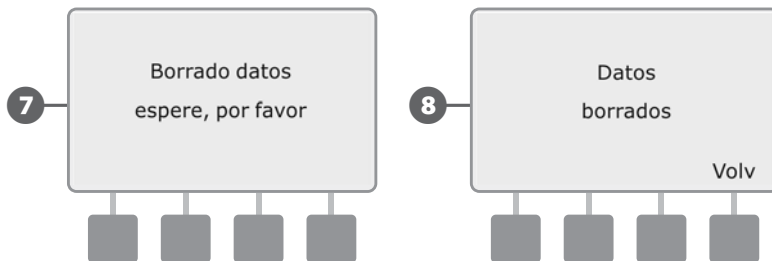 7
Borrado datos
espere, por favor
8
Datos
borrados
Volv